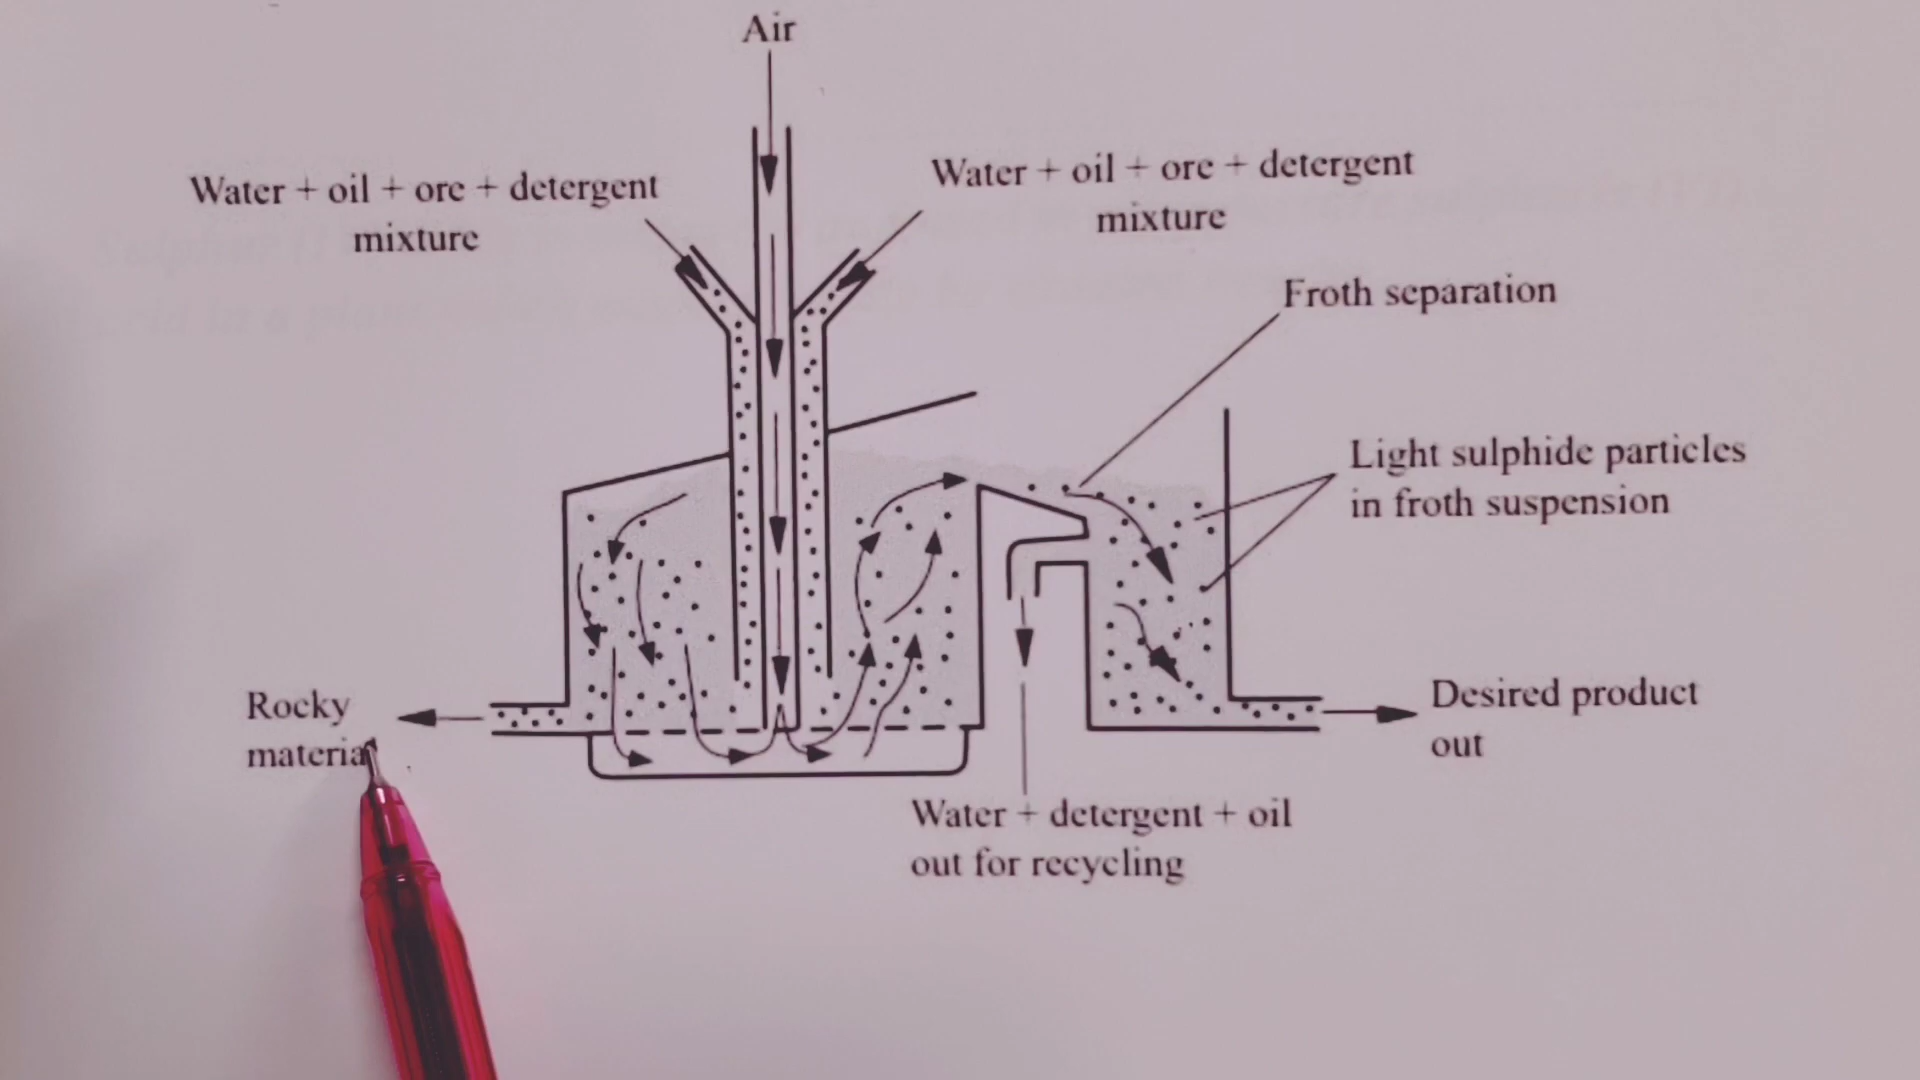 Air
Water + oil + ore + detergent
mixture
Water + oil + ore + detergent
mixture
Froth separation
Light sulphide particles
in froth suspension
Rocky
material
Desired product
out
Water + detergent + oil
out for recycling